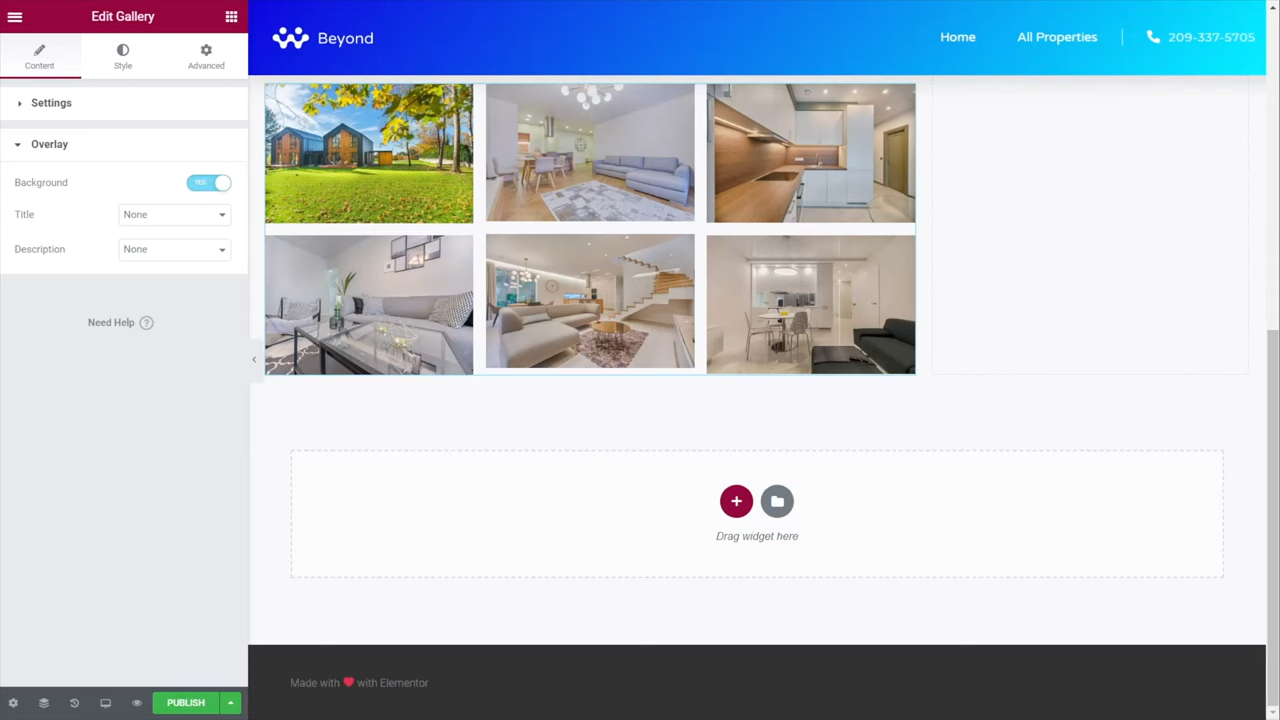 Edit Gallery
Content
Style
Advanced
Settings
Overlay
Background
YES
Title
None
Description
None
Need Help ?
PUBLISH
Beyond
Home
All Properties
209-337-5705
Drag widget here
Made with ❤ with Elementor